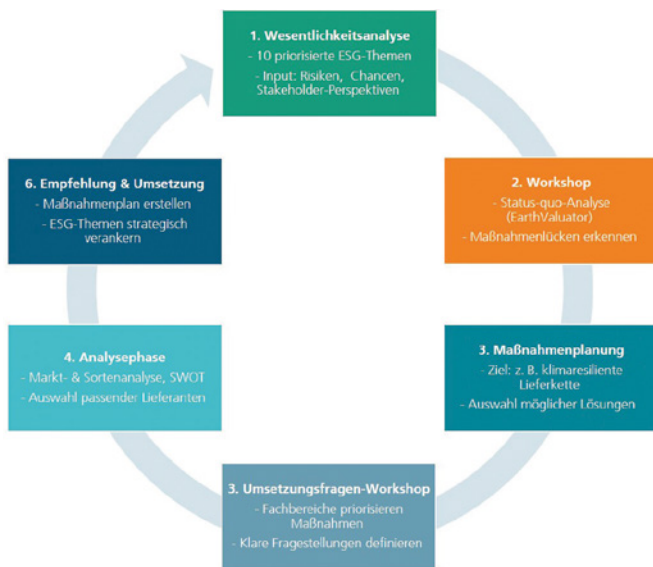 1. Wesentlichkeitsanalyse
- 10 priorisierte ESG-Themen
- Input: Risiken, Chancen,
Stakeholder-Perspektiven
2. Workshop
- Status-quo-Analyse
(EarthValuator)
- Maßnahmenlücken erkennen
3. Maßnahmenplanung
- Ziel: z. B. klimaresiliente
Lieferkette
- Auswahl möglicher Lösungen
3. Umsetzungsfragen-Workshop
- Fachbereiche priorisieren
Maßnahmen
- Klare Fragestellungen definieren
4. Analysephase
- Markt- & Sortenanalyse, SWOT
- Auswahl passender Lieferanten
6. Empfehlung & Umsetzung
- Maßnahmenplan erstellen
- ESG-Themen strategisch
verankern